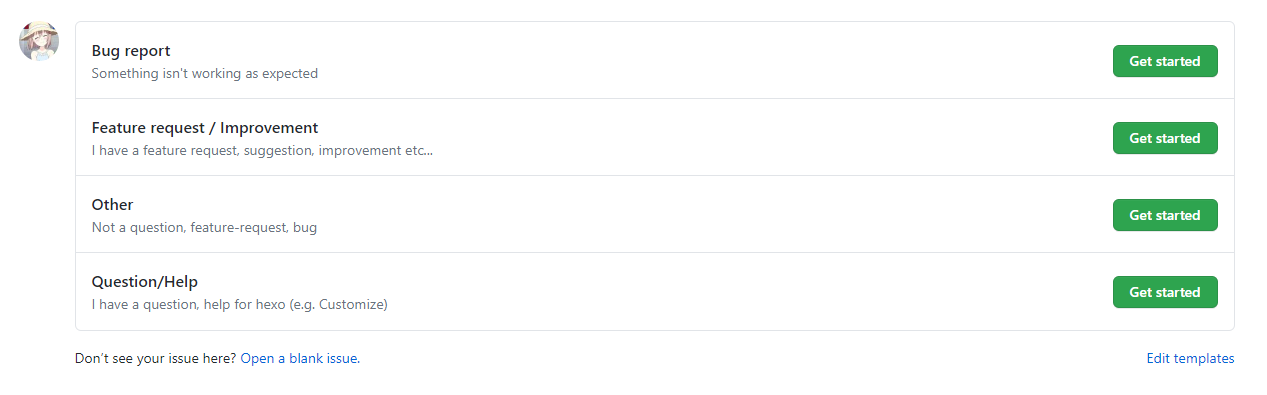 Bug report
Something isn't working as expected
Get started
Feature request / Improvement
I have a feature request, suggestion, improvement etc...
Get started
Other
Not a question, feature-request, bug
Get started
Question/Help
I have a question, help for hexo (e.g. Customize)
Get started
Don’t see your issue here? Open a blank issue.
Edit templates